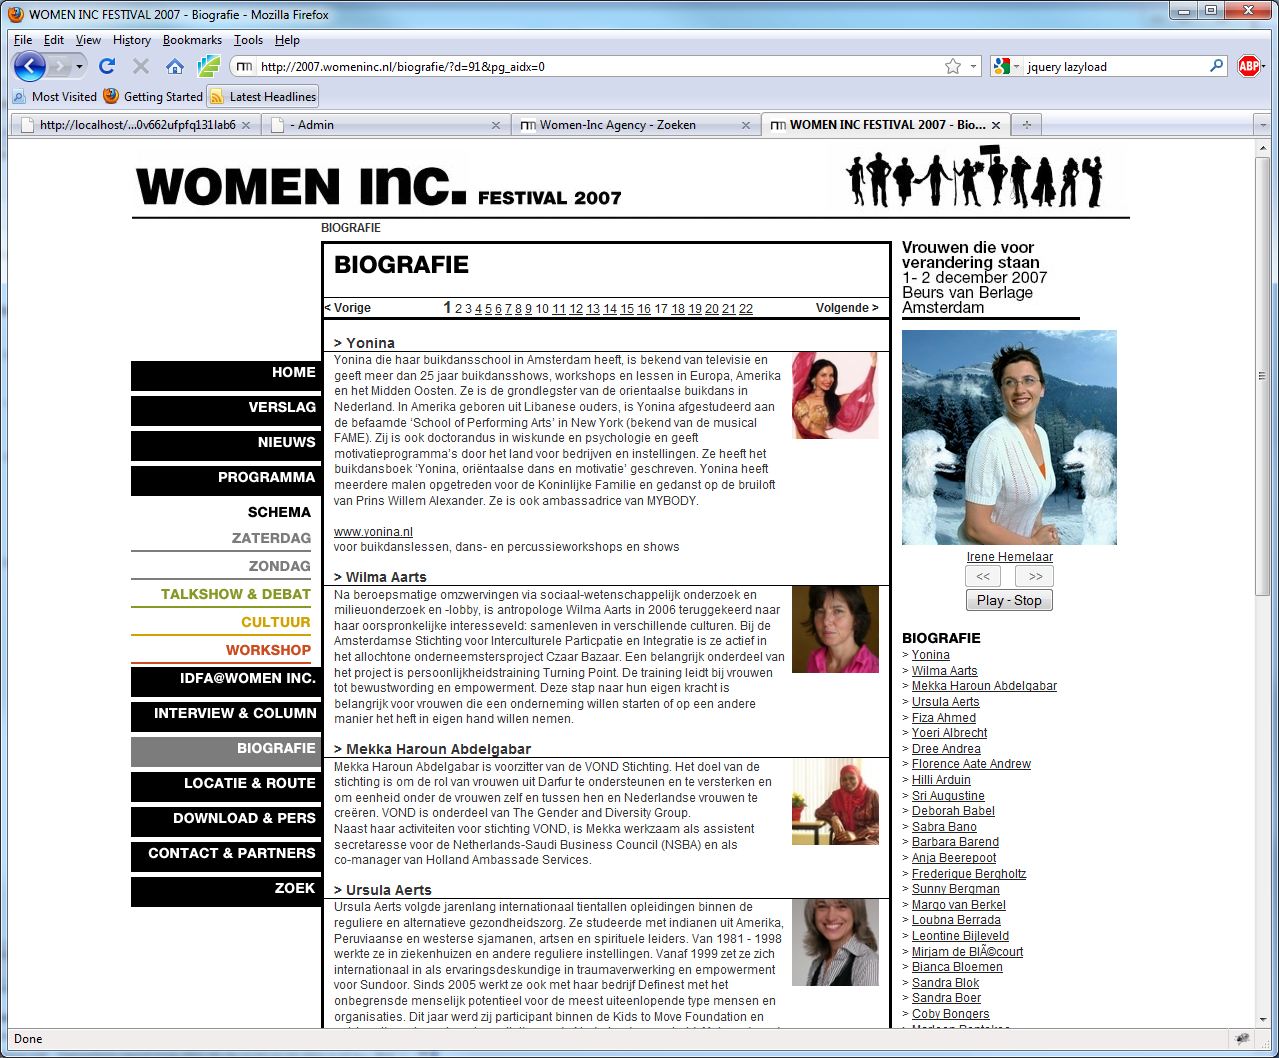 WOMEN INC FESTIVAL 2007 - Biografie - Mozilla Firefox
File Edit View History Bookmarks Tools Help
http://2007.womeninc.nl/biografie/?d=91&pg_aidx=0
jquery lazyload
ABP
Most Visited Getting Started Latest Headlines
http://localhost/...0v662ufpfq131lab6
- Admin
Women-Inc Agency - Zoeken
WOMEN INC FESTIVAL 2007 - Bio...
WOMEN Inc. FESTIVAL 2007
BIOGRAFIE
BIOGRAFIE
< Vorige 1 2 3 4 5 6 7 8 9 10 11 12 13 14 15 16 17 18 19 20 21 22 Volgende >
HOME
VERSLAG
NIEUWS
PROGRAMMA
SCHEMA
ZATERDAG
ZONDAG
TALKSHOW & DEBAT
CULTUUR
WORKSHOP
IDFA@WOMEN INC.
INTERVIEW & COLUMN
BIOGRAFIE
LOCATIE & ROUTE
DOWNLOAD & PERS
CONTACT & PARTNERS
ZOEK
> Yonina
Yonina die haar buikdansschool in Amsterdam heeft, is bekend van televisie en
geeft meer dan 25 jaar buikdansshows, workshops en lessen in Europa, Amerika
en het Midden Oosten. Ze is de grondlegster van de orientaalse buikdans in
Nederland. In Amerika geboren uit Libanese ouders, is Yonina afgestudeerd aan
de befaamde ‘School of Performing Arts’ in New York (bekend van de musical
FAME). Zij is ook doctorandus in wiskunde en psychologie en geeft
motivatieprogramma’s door het land voor bedrijven en instellingen. Ze heeft het
buikdansboek ‘Yonina, oriëntaalse dans en motivatie’ geschreven. Yonina heeft
meerdere malen opgetreden voor de Koninlijke Familie en gedanst op de bruiloft
van Prins Willem Alexander. Ze is ook ambassadrice van MYBODY.
www.yonina.nl
voor buikdanslessen, dans- en percussieworkshops en shows
> Wilma Aarts
Na beroepsmatige omzwervingen via sociaal-wetenschappelijk onderzoek en
milieuonderzoek en -lobby, is antropologe Wilma Aarts in 2006 teruggekeerd naar
haar oorspronkelijke interesseveld: samenleven in verschillende culturen. Bij de
Amsterdamse Stichting voor Interculturele Particpatie en Integratie is ze actief in
het allochtone onderneemstersproject Czaar Bazaar. Een belangrijk onderdeel van
het project is persoonlijkheidstraining Turning Point. De training leidt bij vrouwen
tot bewustwording en empowerment. Deze stap naar hun eigen kracht is
belangrijk voor vrouwen die een onderneming willen starten of op een andere
manier het heft in eigen hand willen nemen.
> Mekka Haroun Abdelgabar
Mekka Haroun Abdelgabar is voorzitter van de VOND Stichting. Het doel van de
stichting is om de rol van vrouwen uit Darfur te ondersteunen en te versterken en
om eenheid onder de vrouwen zelf en tussen hen en Nederlandse vrouwen te
creëren. VOND is onderdeel van The Gender and Diversity Group.
Naast haar activiteiten voor stichting VOND, is Mekka werkzaam als assistent
secretaresse voor de Netherlands-Saudi Business Council (NSBA) en als
co-manager van Holland Ambassade Services.
> Ursula Aerts
Ursula Aerts volgde jarenlang internationaal tientallen opleidingen binnen de
reguliere en alternatieve gezondheidszorg. Ze studeerde met indianen uit Amerika,
Peruviaanse en westerse sjamanen, artsen en spirituele leiders. Van 1981 - 1998
werkte ze in ziekenhuizen en andere reguliere instellingen. Vanaf 1999 zet ze zich
internationaal in als ervaringsdeskundige in traumaverwerking en empowerment
voor Sundoor. Sinds 2005 werkt ze ook met haar bedrijf Definest met het
onbegrensde menselijk potentieel voor de meest uiteenlopende type mensen en
organisaties. Dit jaar werd zij participant binnen de Kids to Move Foundation en
Vrouwen die voor
verandering staan
1- 2 december 2007
Beurs van Berlage
Amsterdam
Irene Hemelaar
<< >>
Play - Stop
BIOGRAFIE
> Yonina
> Wilma Aarts
> Mekka Haroun Abdelgabar
> Ursula Aerts
> Fiza Ahmed
> Yoeri Albrecht
> Dree Andrea
> Florence Aate Andrew
> Hilli Arduin
> Sri Augustine
> Deborah Babel
> Sabra Bano
> Barbara Barend
> Anja Beerepoot
> Frederique Bergholtz
> Sunny Bergman
> Margo van Berkel
> Loubna Berrada
> Leontine Bijleveld
> Mirjam de BlÃ©court
> Bianca Bloemen
> Sandra Blok
> Sandra Boer
> Coby Bongers
Done